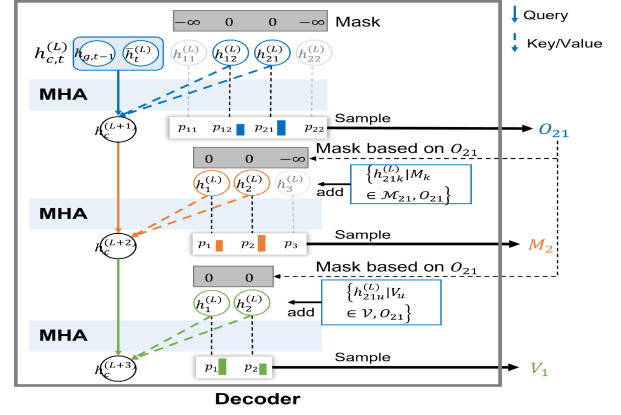 −∞ 0 0 −∞ Mask
Query
Key/Value
h_{c,t}^{(L)} h_{g,t−1} h̄_t^{(L)} h_{11}^{(L)} h_{12}^{(L)} h_{21}^{(L)} h_{22}^{(L)}
MHA
Sample
h_c^{(L+1)} p_{11} p_{12} p_{21} p_{22} O_{21}
Mask based on O_{21}
0 0 −∞
h_1^{(L)} h_2^{(L)} h_3^{(L)} add {h_{21k}^{(L)}|M_k
∈ ℳ_{21}, O_{21}}
MHA
Sample
h_c^{(L+2)} p_1 p_2 p_3 M_2
Mask based on O_{21}
0 0
h_1^{(L)} h_2^{(L)} add {h_{21u}^{(L)}|V_u
∈ 𝒱, O_{21}}
MHA
Sample
h_c^{(L+3)} p_1 p_2 V_1
Decoder